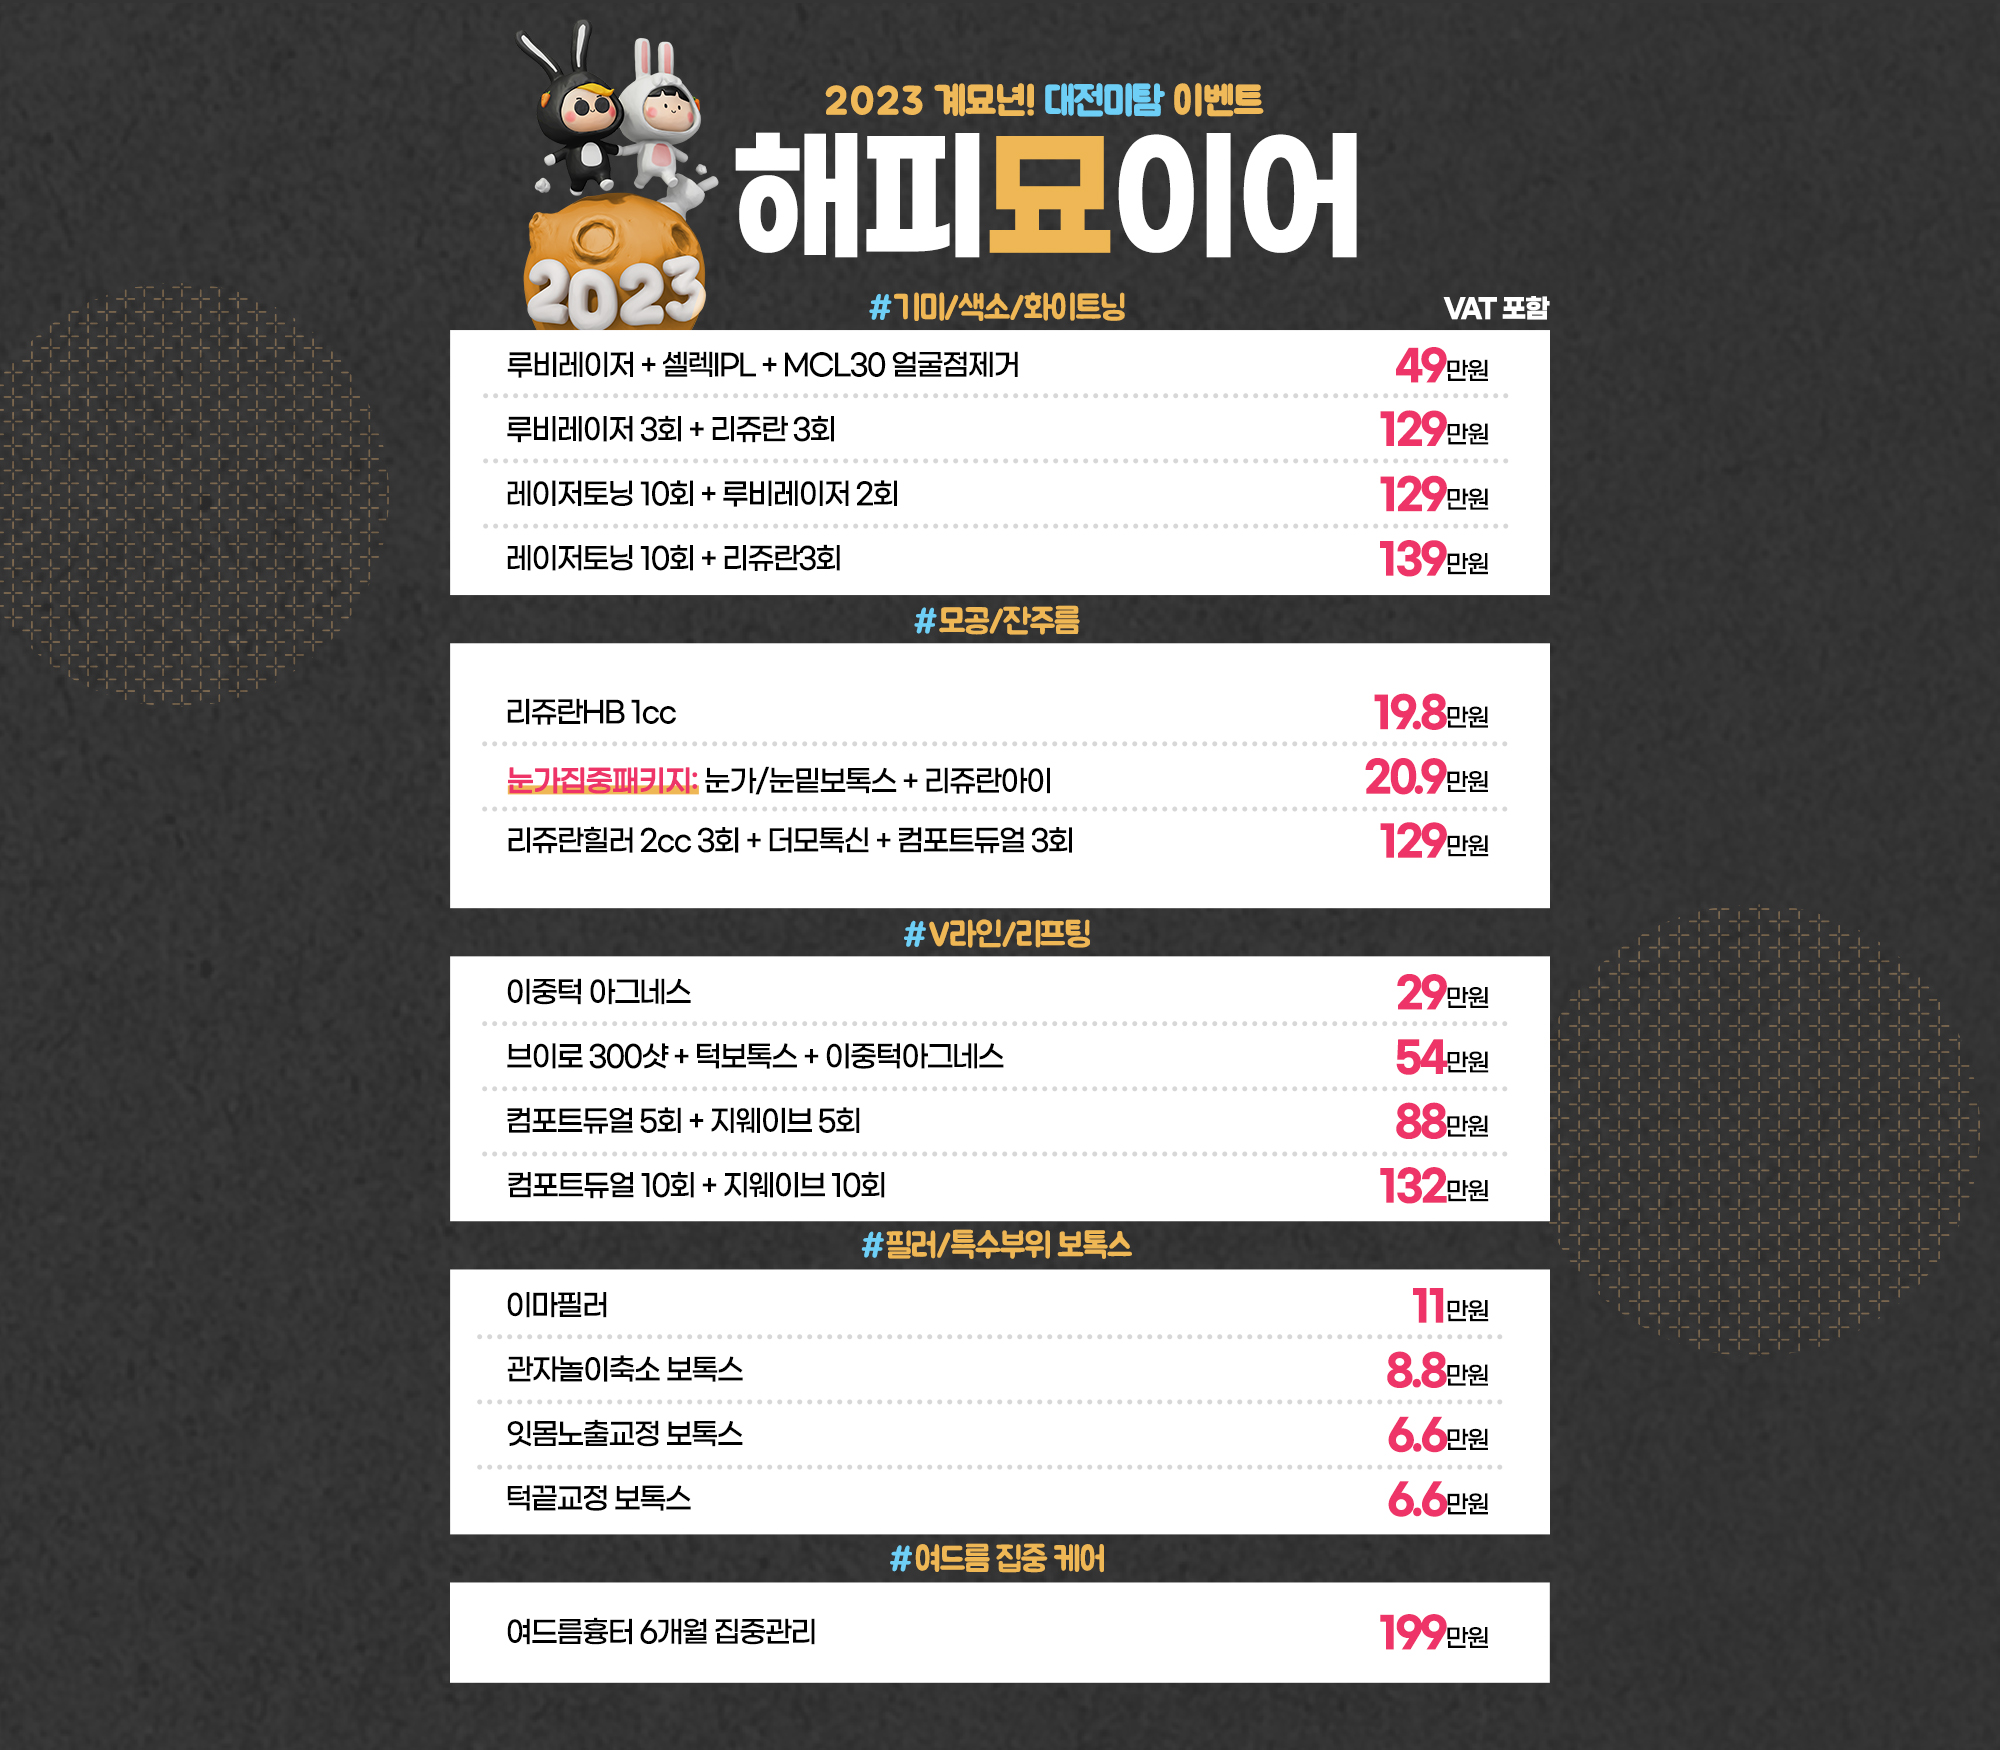 2023 계묘년! 대전미탐 이벤트
해피묘이어
2023
#기미/색소/화이트닝
VAT 포함
루비레이저 + 셀렉IPL + MCL30 얼굴점제거 49만원
루비레이저 3회 + 리쥬란 3회 129만원
레이저토닝 10회 + 루비레이저 2회 129만원
레이저토닝 10회 + 리쥬란3회 139만원
#모공/잔주름
리쥬란HB 1cc 19.8만원
눈가집중패키지: 눈가/눈밑보톡스 + 리쥬란아이 20.9만원
리쥬란힐러 2cc 3회 + 더모톡신 + 컴포트듀얼 3회 129만원
#V라인/리프팅
이중턱 아그네스 29만원
브이로 300샷 + 턱보톡스 + 이중턱아그네스 54만원
컴포트듀얼 5회 + 지웨이브 5회 88만원
컴포트듀얼 10회 + 지웨이브 10회 132만원
#필러/특수부위 보톡스
이마필러 11만원
관자놀이축소 보톡스 8.8만원
잇몸노출교정 보톡스 6.6만원
턱끝교정 보톡스 6.6만원
#여드름 집중 케어
여드름흉터 6개월 집중관리 199만원